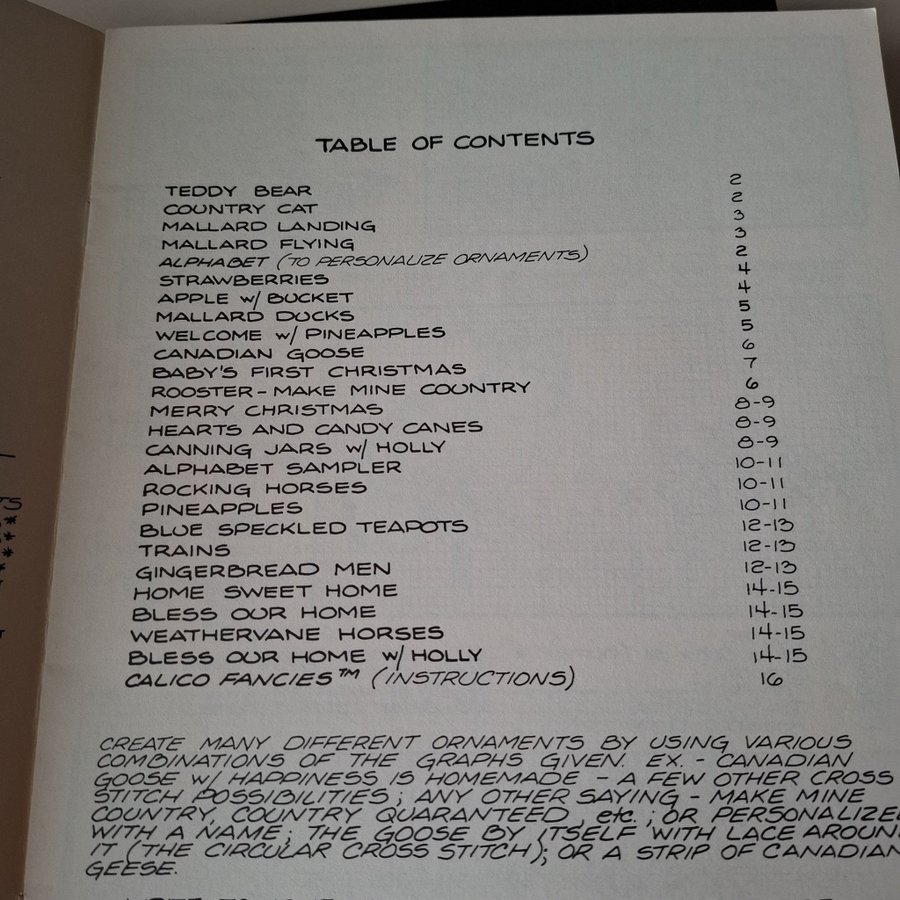 TABLE OF CONTENTS
TEDDY BEAR 2
COUNTRY CAT 2
MALLARD LANDING 3
MALLARD FLYING 3
ALPHABET (TO PERSONALIZE ORNAMENTS) 2
STRAWBERRIES 4
APPLE w/ BUCKET 4
MALLARD DUCKS 5
WELCOME w/ PINEAPPLES 5
CANADIAN GOOSE 6
BABY'S FIRST CHRISTMAS 7
ROOSTER - MAKE MINE COUNTRY 6
MERRY CHRISTMAS 8-9
HEARTS AND CANDY CANES 8-9
CANNING JARS w/ HOLLY 8-9
ALPHABET SAMPLER 10-11
ROCKING HORSES 10-11
PINEAPPLES 10-11
BLUE SPECKLED TEAPOTS 12-13
TRAINS 12-13
GINGERBREAD MEN 12-13
HOME SWEET HOME 14-15
BLESS OUR HOME 14-15
WEATHERVANE HORSES 14-15
BLESS OUR HOME w/ HOLLY 14-15
CALICO FANCIES™ (INSTRUCTIONS) 16
CREATE MANY DIFFERENT ORNAMENTS BY USING VARIOUS
COMBINATIONS OF THE GRAPHS GIVEN. EX. - CANADIAN
GOOSE w/ HAPPINESS IS HOMEMADE - A FEW OTHER CROSS
STITCH POSSIBILITIES; ANY OTHER SAYING - MAKE MINE
COUNTRY, COUNTRY QUARANTEED, etc.; OR PERSONALIZE
WITH A NAME; THE GOOSE BY ITSELF WITH LACE AROUN
IT (THE CIRCULAR CROSS STITCH); OR A STRIP OF CANADIAN
GEESE.